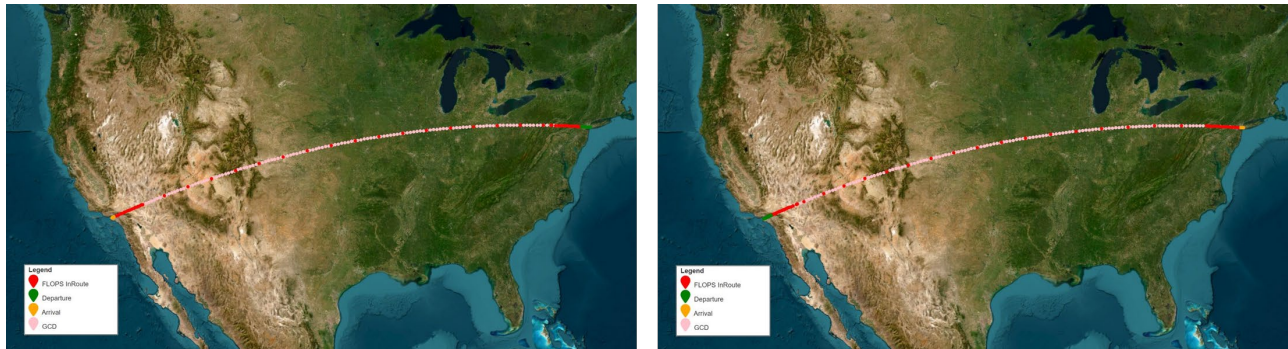 Legend
FLOPS InRoute
Departure
Arrival
GCD
Legend
FLOPS InRoute
Departure
Arrival
GCD